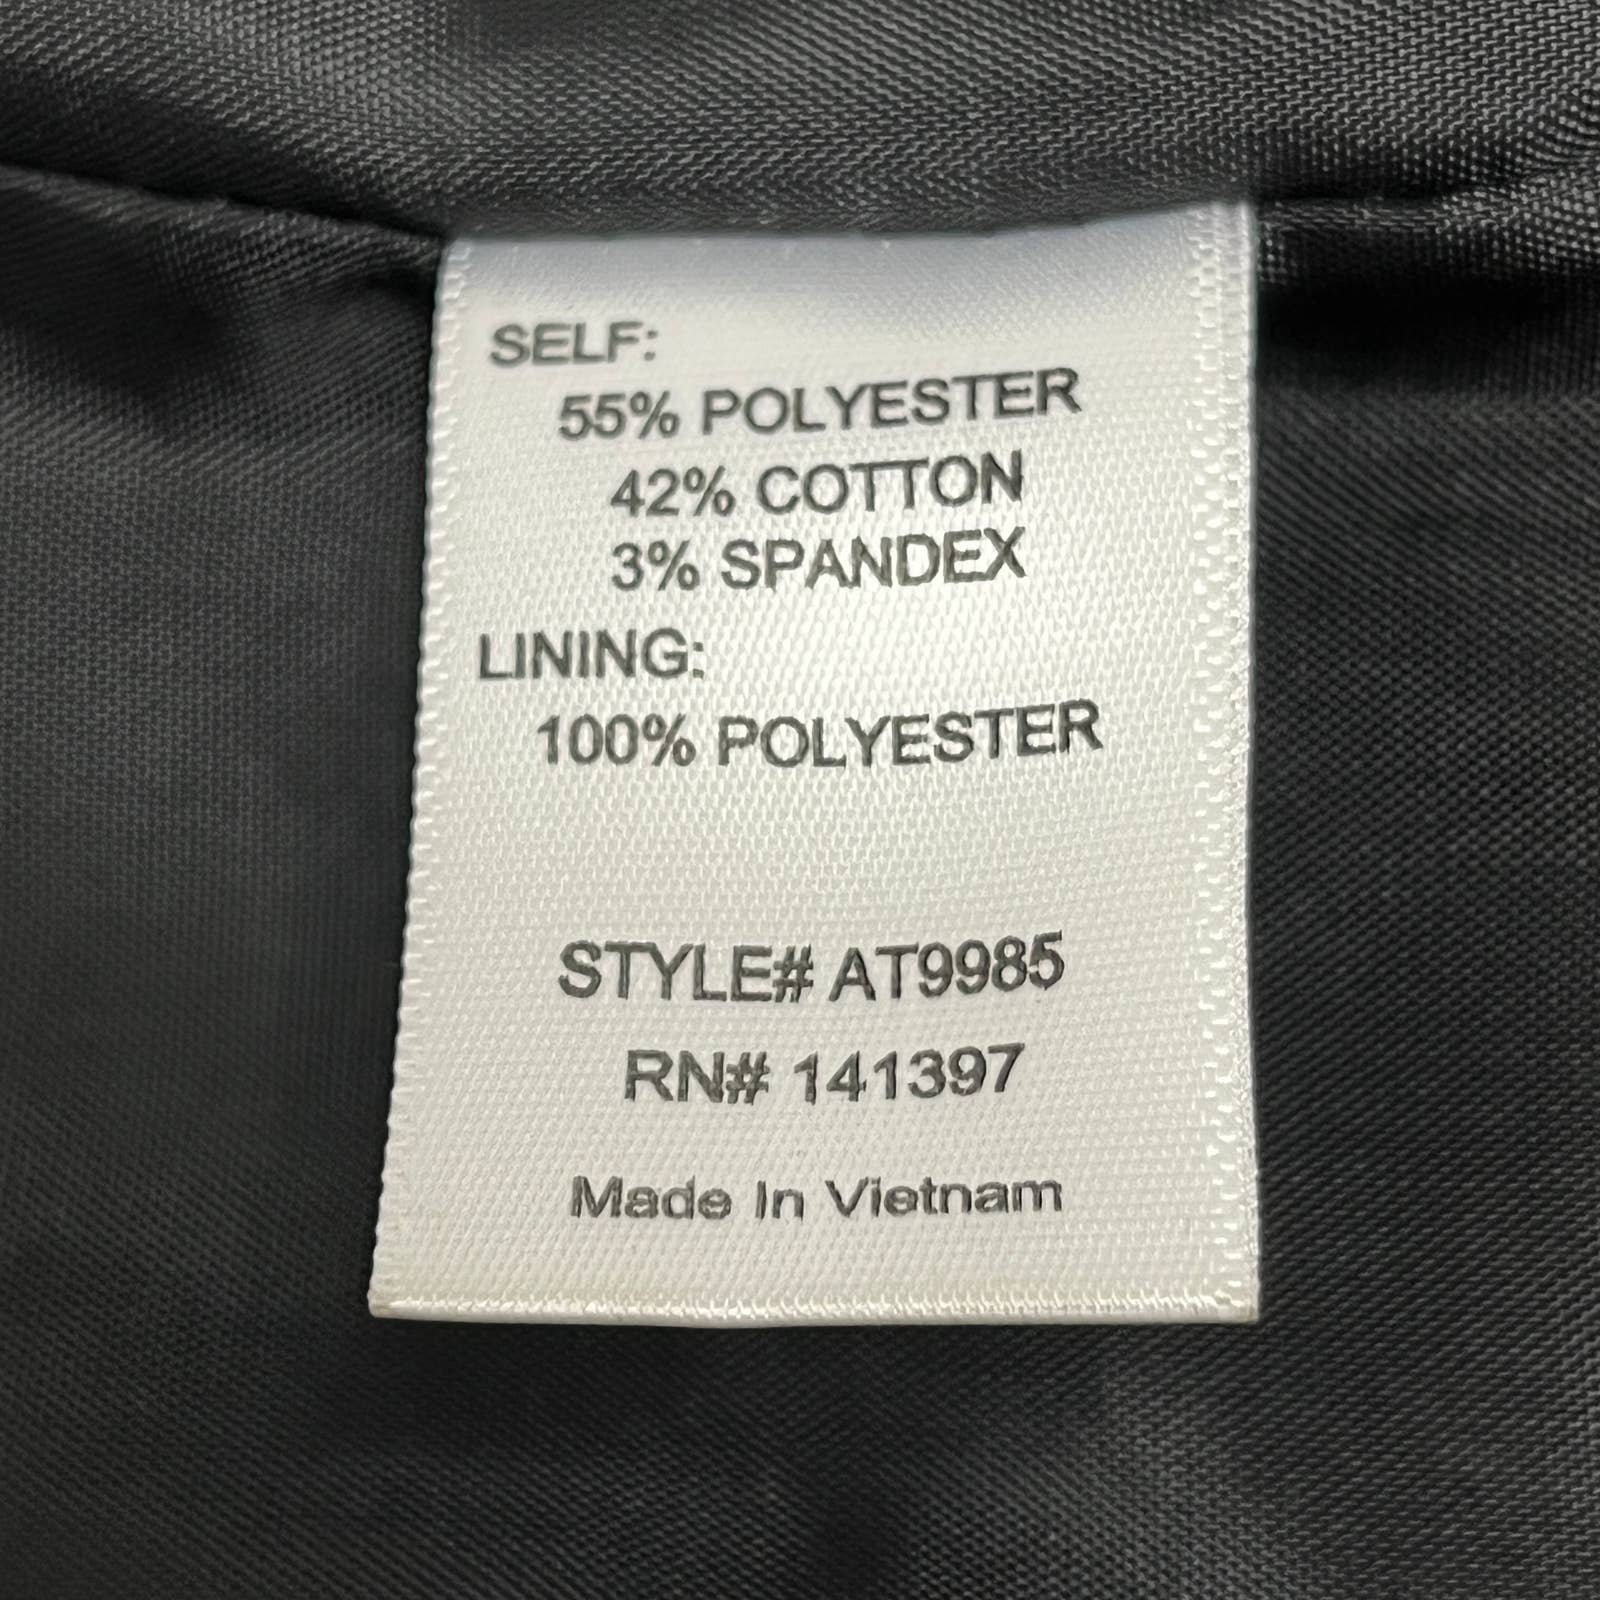 SELF:
55% POLYESTER
42% COTTON
3% SPANDEX
LINING:
100% POLYESTER
STYLE# AT9985
RN# 141397
Made In Vietnam